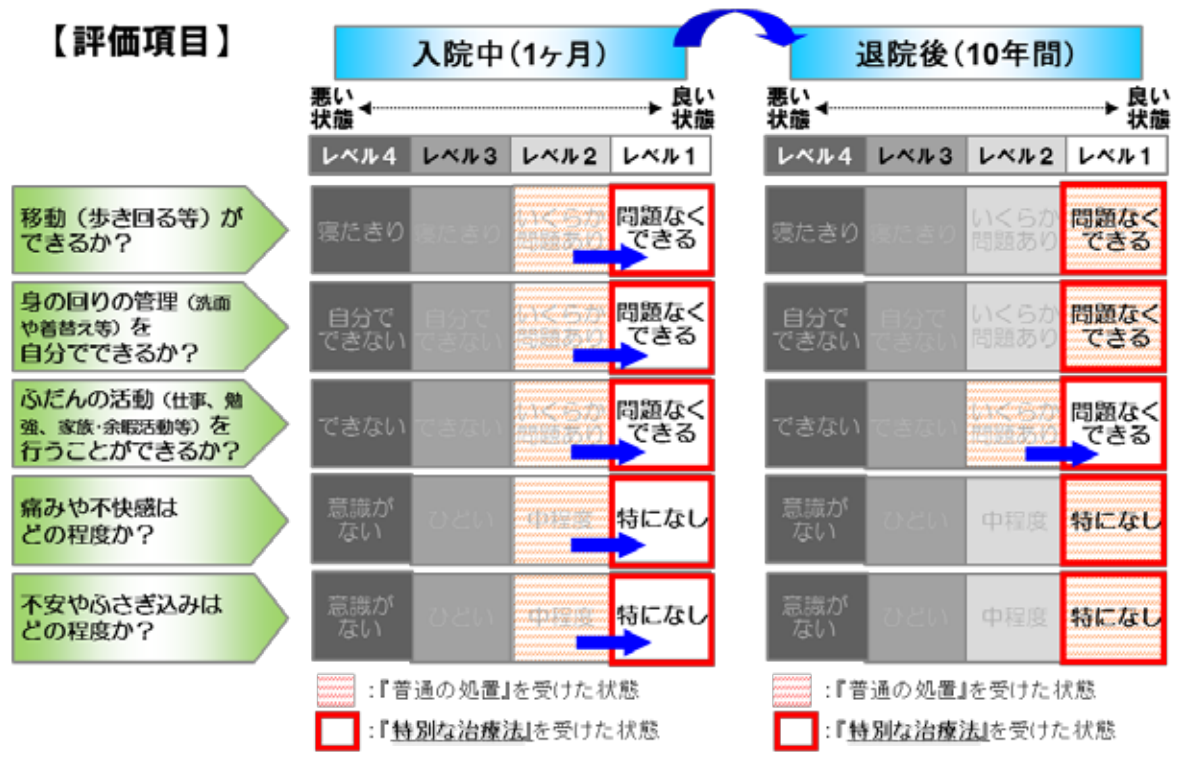 【評価項目】
入院中(1ヶ月)
退院後(10年間)
悪い
状態
良い
状態
悪い
状態
良い
状態
レベル4 レベル3 レベル2 レベル1
レベル4 レベル3 レベル2 レベル1
移動（歩き回る等）が
できるか？
寝たきり
寝たきり
いくらか
問題あり
問題なく
できる
寝たきり
寝たきり
いくらか
問題あり
問題なく
できる
身の回りの管理（洗面
や着替え等）を
自分でできるか？
自分で
できない
自分で
できない
いくらか
問題あり
問題なく
できる
自分で
できない
自分で
できない
いくらか
問題あり
問題なく
できる
ふだんの活動（仕事、勉
強、家族・余暇活動等）を
行うことができるか？
できない
できない
いくらか
問題あり
問題なく
できる
できない
できない
いくらか
問題あり
問題なく
できる
痛みや不快感は
どの程度か？
意識が
ない
ひどい
中程度
特になし
意識が
ない
ひどい
中程度
特になし
不安やふさぎ込みは
どの程度か？
意識が
ない
ひどい
中程度
特になし
意識が
ない
ひどい
中程度
特になし
：『普通の処置』を受けた状態
：『特別な治療法』を受けた状態
：『普通の処置』を受けた状態
：『特別な治療法』を受けた状態